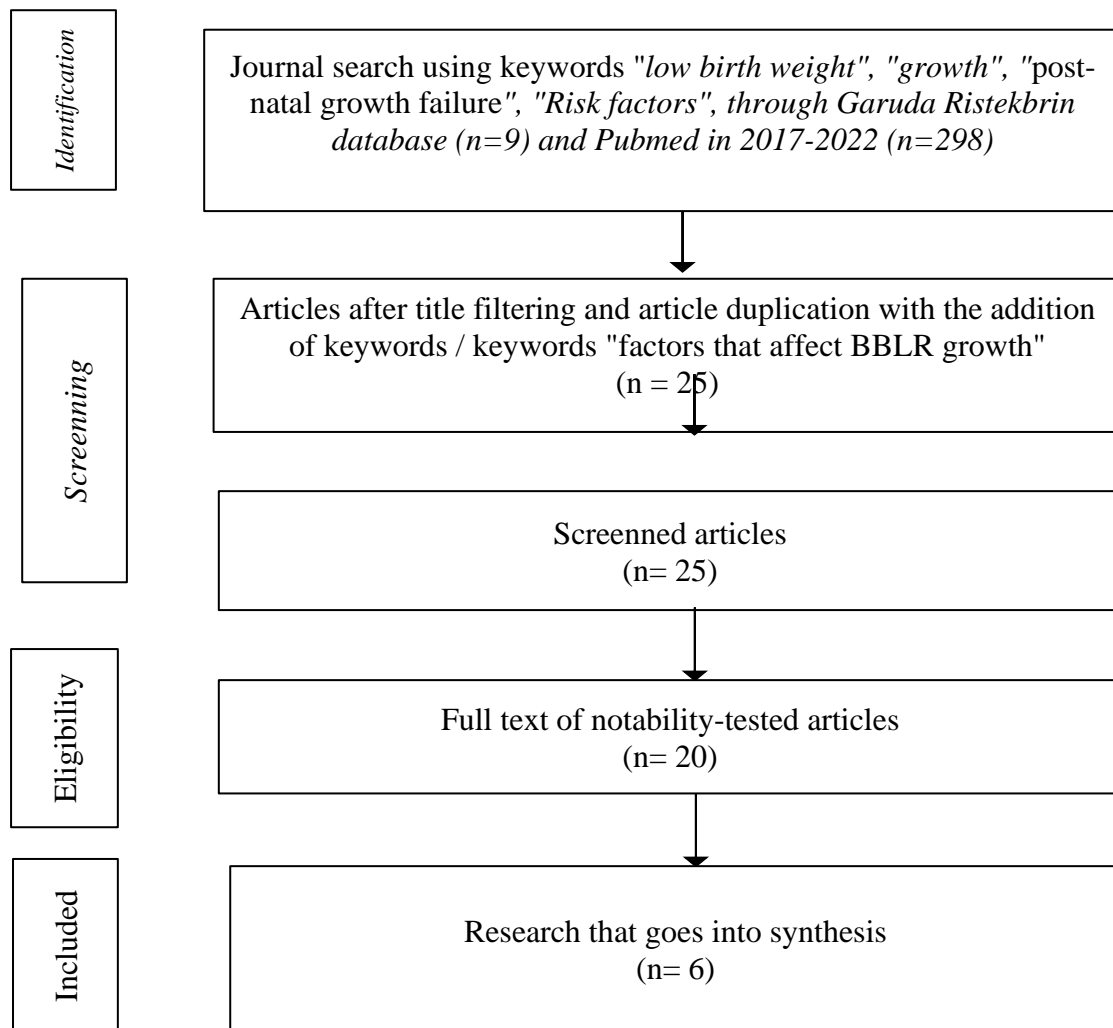 Identification
Journal search using keywords "low birth weight", "growth", "post-
natal growth failure", "Risk factors", through Garuda Ristekbrin
database (n=9) and Pubmed in 2017-2022 (n=298)
Screenning
Articles after title filtering and article duplication with the addition
of keywords / keywords "factors that affect BBLR growth"
(n = 25)
Screenned articles
(n= 25)
Eligibility
Full text of notability-tested articles
(n= 20)
Included
Research that goes into synthesis
(n= 6)